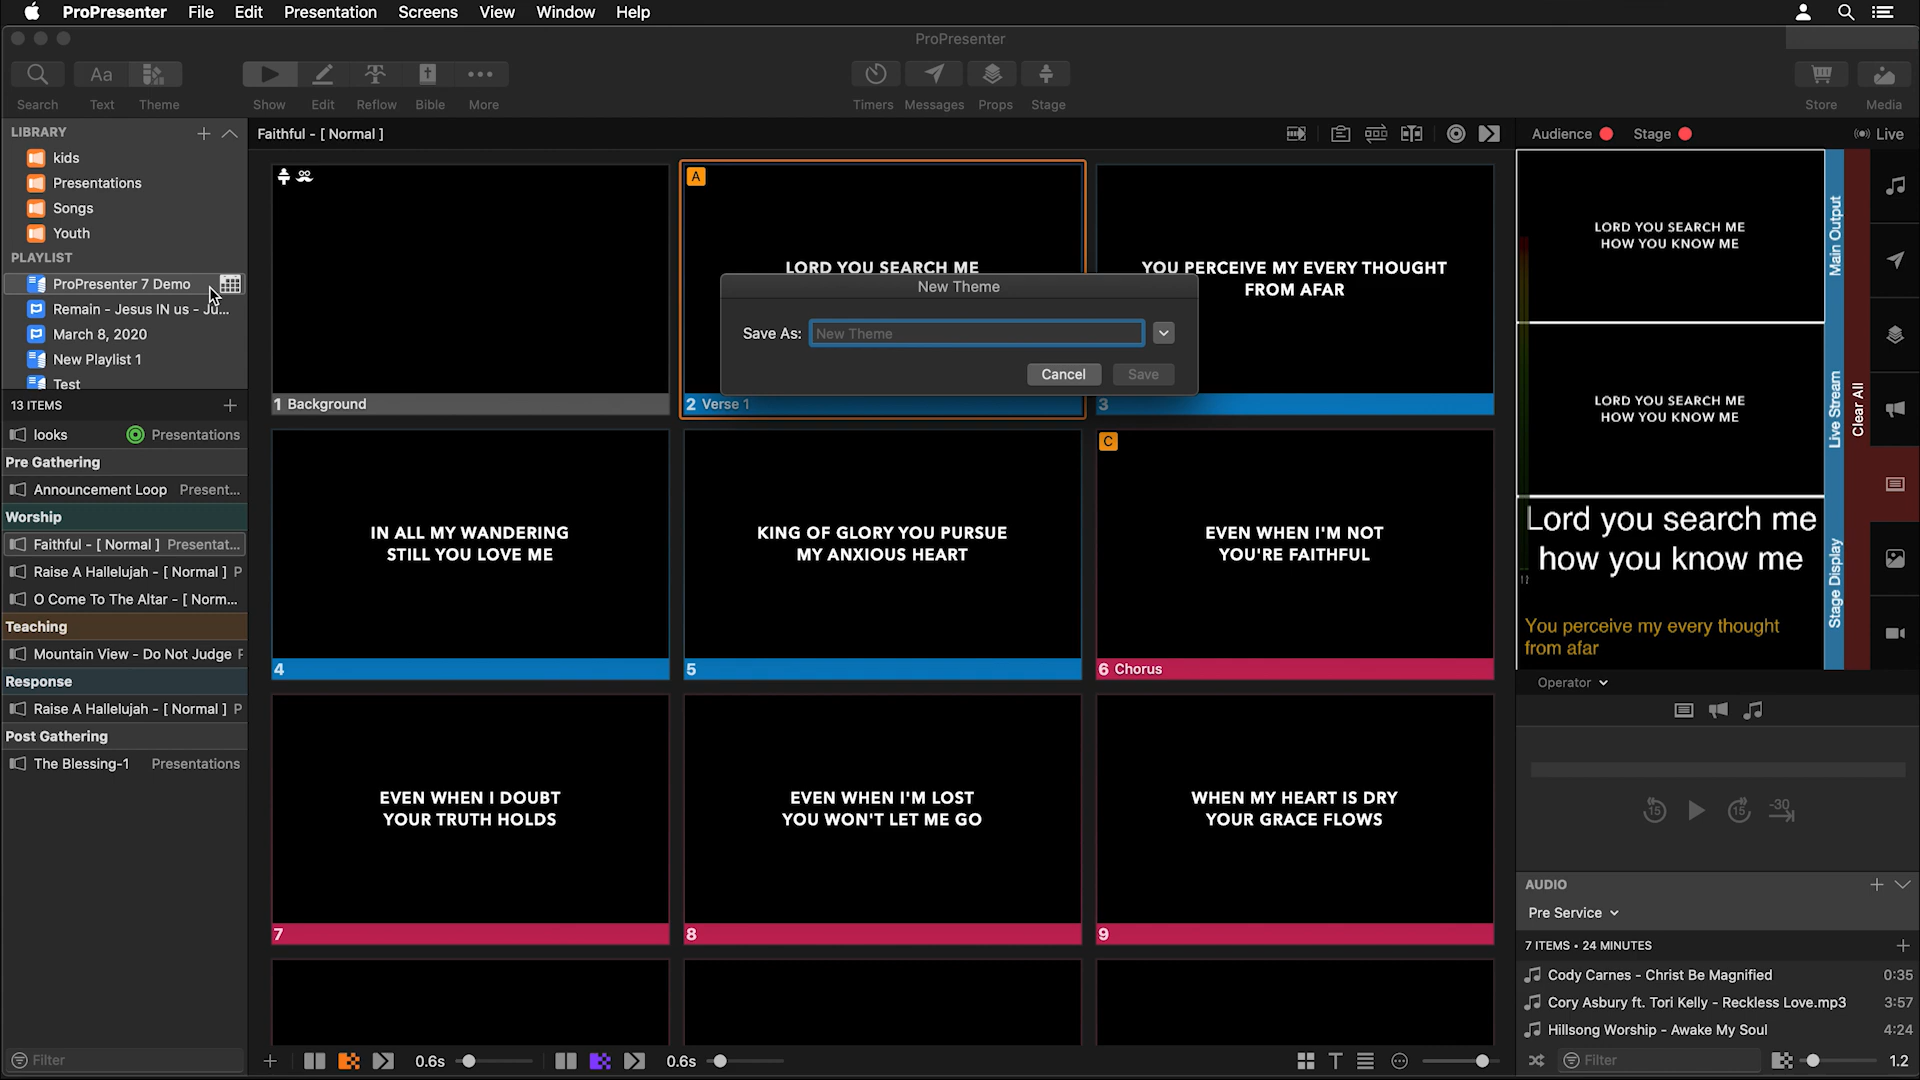 ProPresenter File Edit Presentation Screens View Window Help
ProPresenter
Aa
Search Text Theme Show Edit Reflow Bible More Timers Messages Props Stage Store Media
LIBRARY
kids
Presentations
Songs
Youth
PLAYLIST
ProPresenter 7 Demo
Remain - Jesus IN us - Ju...
March 8, 2020
New Playlist 1
Test
13 ITEMS
looks Presentations
Pre Gathering
Announcement Loop Present...
Worship
Faithful - [ Normal ] Presentat...
Raise A Hallelujah - [ Normal ] P
O Come To The Altar - [ Norm...
Teaching
Mountain View - Do Not Judge P
Response
Raise A Hallelujah - [ Normal ] P
Post Gathering
The Blessing-1 Presentations
Filter
Faithful - [ Normal ]
1 Background
A
LORD YOU SEARCH ME
2 Verse 1
YOU PERCEIVE MY EVERY THOUGHT
FROM AFAR
3
New Theme
Save As: New Theme
Cancel Save
IN ALL MY WANDERING
STILL YOU LOVE ME
4
KING OF GLORY YOU PURSUE
MY ANXIOUS HEART
5
C
EVEN WHEN I'M NOT
YOU'RE FAITHFUL
6 Chorus
EVEN WHEN I DOUBT
YOUR TRUTH HOLDS
7
EVEN WHEN I'M LOST
YOU WON'T LET ME GO
8
WHEN MY HEART IS DRY
YOUR GRACE FLOWS
9
0.6s
0.6s
T
Audience Stage Live
LORD YOU SEARCH ME
HOW YOU KNOW ME
Main Output
LORD YOU SEARCH ME
HOW YOU KNOW ME
Live Stream
Clear All
Lord you search me
how you know me
You perceive my every thought
from afar
Stage Display
Operator
15
15
-30
AUDIO
Pre Service
7 ITEMS • 24 MINUTES
Cody Carnes - Christ Be Magnified 0:35
Cory Asbury ft. Tori Kelly - Reckless Love.mp3 3:57
Hillsong Worship - Awake My Soul 4:24
Filter 1.2